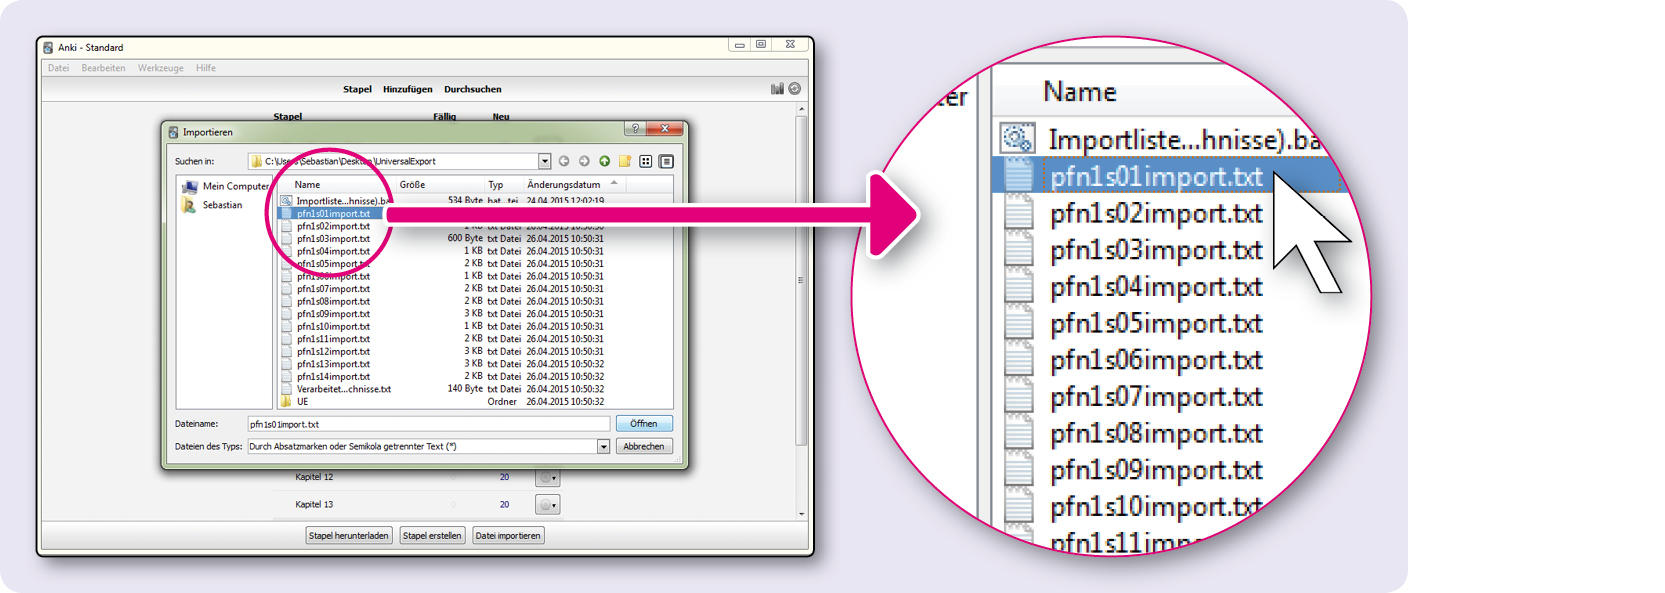 Anki - Standard
Datei Bearbeiten Werkzeuge Hilfe
Stapel Hinzufügen Durchsuchen
Stapel Fällig Neu
Importieren
Suchen in: C:\Users\Sebastian\Desktop\UniversalExport
Mein Computer
Sebastian
Name Größe Typ Änderungsdatum
Importliste...hnisse).ba 534 Byte bat...tei 24.04.2015 12:02:19
pfn1s01import.txt
pfn1s02import.txt 1 KB txt Datei 26.04.2015 10:50:30
pfn1s03import.txt 600 Byte txt Datei 26.04.2015 10:50:31
pfn1s04import.txt 1 KB txt Datei 26.04.2015 10:50:31
pfn1s05import.txt 2 KB txt Datei 26.04.2015 10:50:31
pfn1s06import.txt 1 KB txt Datei 26.04.2015 10:50:31
pfn1s07import.txt 2 KB txt Datei 26.04.2015 10:50:31
pfn1s08import.txt 2 KB txt Datei 26.04.2015 10:50:31
pfn1s09import.txt 3 KB txt Datei 26.04.2015 10:50:31
pfn1s10import.txt 1 KB txt Datei 26.04.2015 10:50:31
pfn1s11import.txt 2 KB txt Datei 26.04.2015 10:50:31
pfn1s12import.txt 3 KB txt Datei 26.04.2015 10:50:31
pfn1s13import.txt 3 KB txt Datei 26.04.2015 10:50:32
pfn1s14import.txt 2 KB txt Datei 26.04.2015 10:50:32
Verarbeitet...chnisse.txt 140 Byte txt Datei 26.04.2015 10:50:32
UE Ordner 26.04.2015 10:50:32
Dateiname: pfn1s01import.txt Öffnen
Dateien des Typs: Durch Absatzmarken oder Semikola getrennter Text (*) Abbrechen
Kapitel 12 0 20
Kapitel 13 0 20
Stapel herunterladen Stapel erstellen Datei importieren
ter
Name
Importliste...hnisse).ba
pfn1s01import.txt
pfn1s02import.txt
pfn1s03import.txt
pfn1s04import.txt
pfn1s05import.txt
pfn1s06import.txt
pfn1s07import.txt
pfn1s08import.txt
pfn1s09import.txt
pfn1s10import.txt
pfn1s11imp